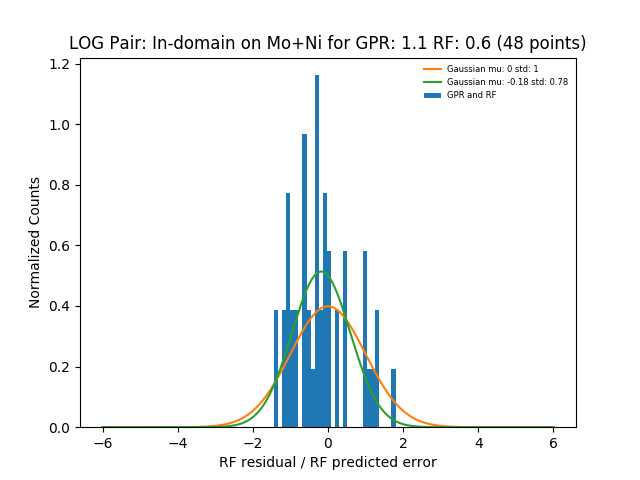 LOG Pair: In-domain on Mo+Ni for GPR: 1.1 RF: 0.6 (48 points)
Gaussian mu: 0 std: 1
Gaussian mu: -0.18 std: 0.78
GPR and RF
Normalized Counts
1.2
1.0
0.8
0.6
0.4
0.2
0.0
−6 −4 −2 0 2 4 6
RF residual / RF predicted error